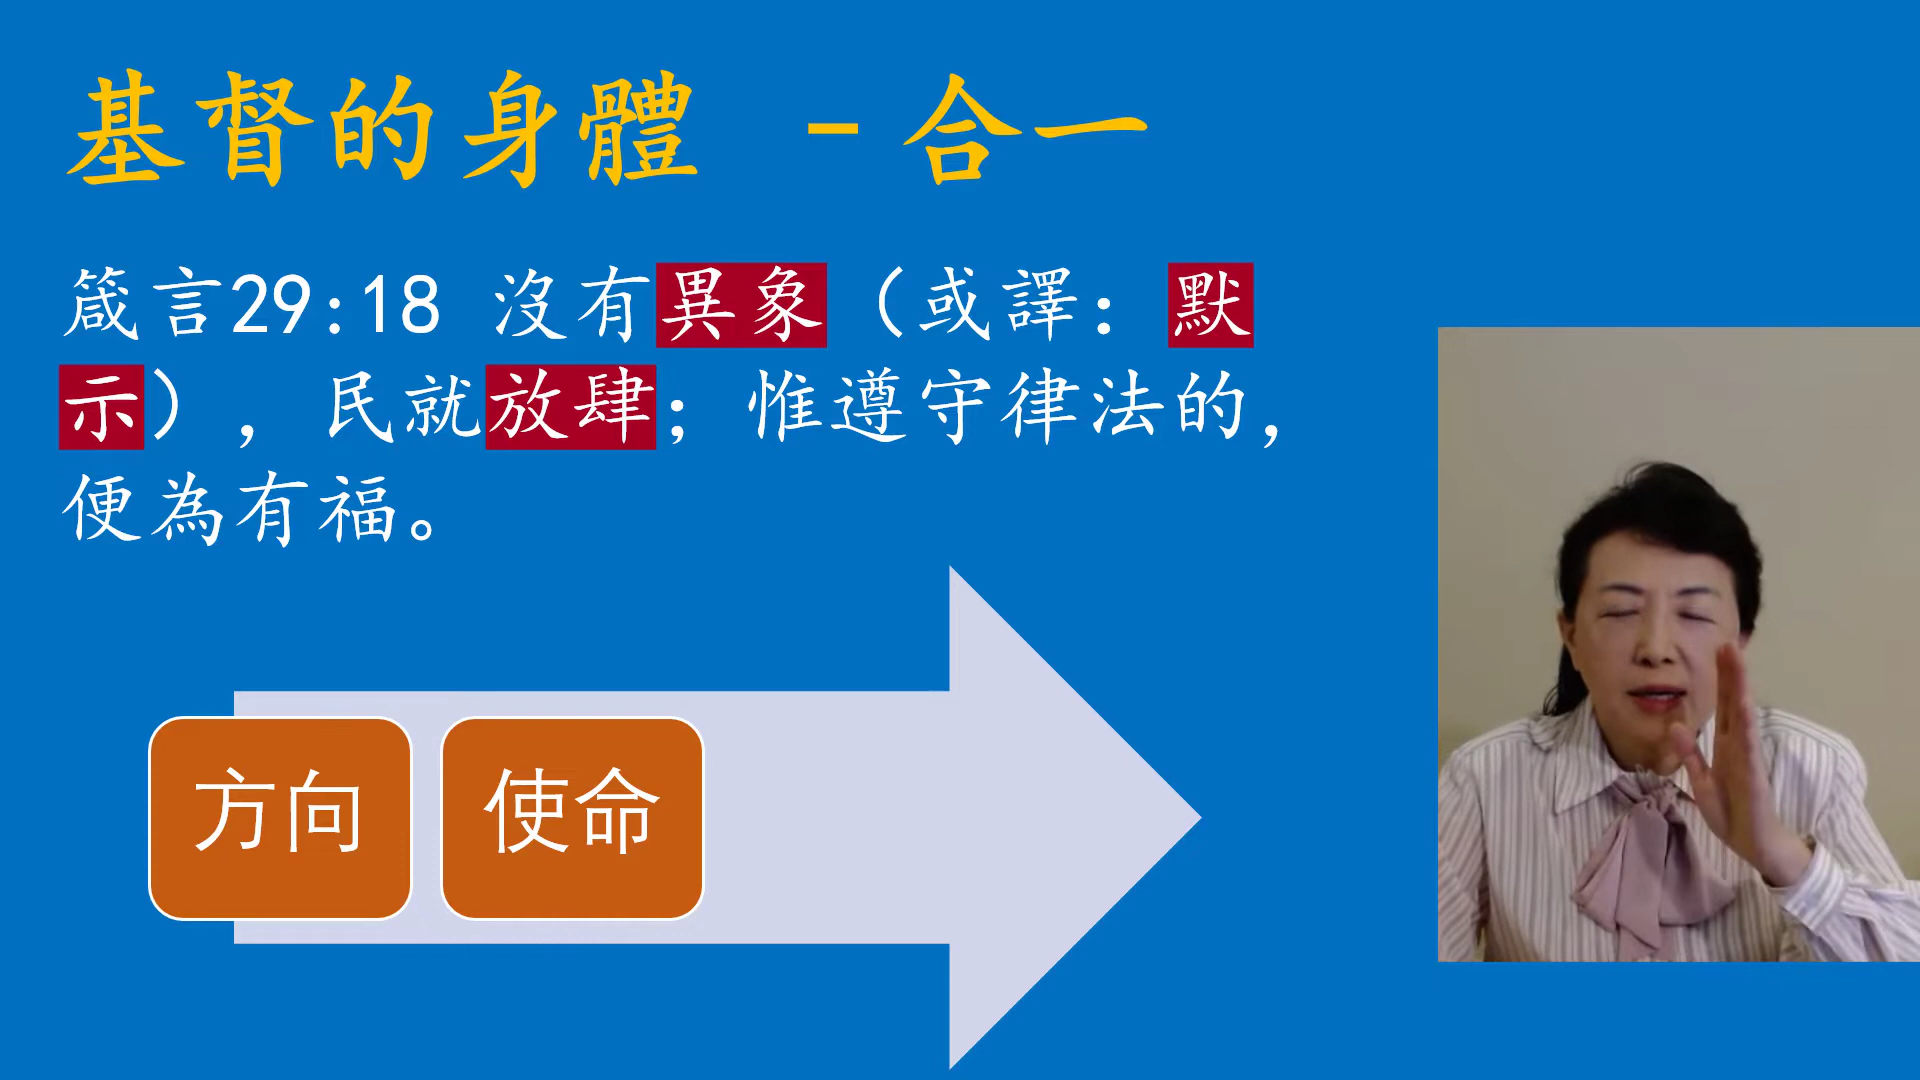 基督的身體 -合一
箴言29:18 沒有異象（或譯：默
示），民就放肆；惟遵守律法的，
便為有福。
方向
使命